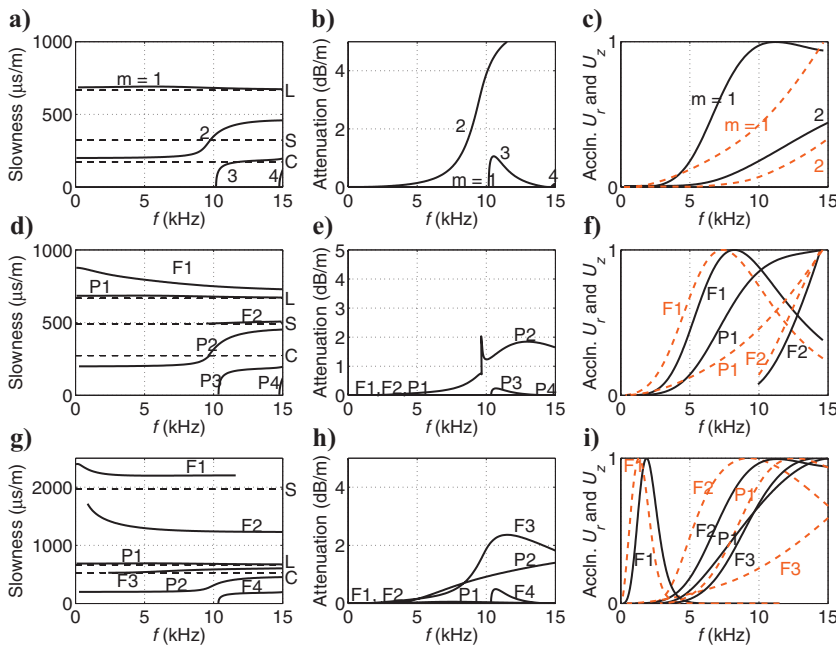 a)
Slowness (µs/m)
1000
500
0
m = 1
2
3
4
L
S
C
0 5 10 15
f (kHz)
b)
Attenuation (dB/m)
4
2
0
2
m = 1
3
4
0 5 10 15
f (kHz)
c)
Accln. Ur and Uz
1
0
m = 1
m = 1
2
2
0 5 10 15
f (kHz)
d)
Slowness (µs/m)
1000
500
0
F1
P1
F2
P2
P3
P4
L
S
C
0 5 10 15
f (kHz)
e)
Attenuation (dB/m)
5
4
3
2
1
0
F1, F2, P1
P2
P3
P4
0 5 10 15
f (kHz)
f)
Accln. Ur and Uz
1
0
F1
F1
P1
P1
F2
F2
0 5 10 15
f (kHz)
g)
Slowness (µs/m)
2000
1000
0
F1
F2
P1
F3
P2
F4
S
L
C
0 5 10 15
f (kHz)
h)
Attenuation (dB/m)
4
2
0
F1, F2
P1
F3
P2
F4
0 5 10 15
f (kHz)
i)
Accln. Ur and Uz
1
0
F1
F1
F2
F2
P1
P1
F3
F3
0 5 10 15
f (kHz)